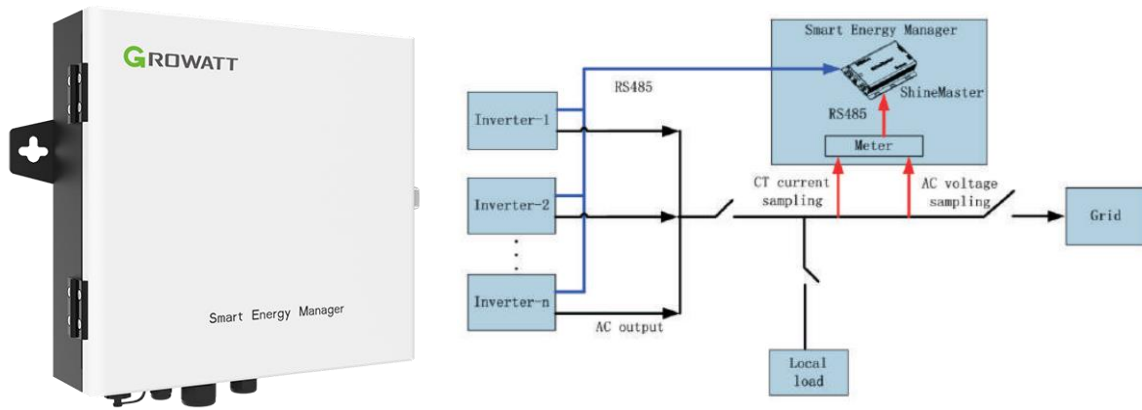 GROWATT
Smart Energy Manager
Smart Energy Manager
ShineMaster
RS485
RS485
Meter
Inverter-1
Inverter-2
Inverter-n
CT current
sampling
AC voltage
sampling
Grid
AC output
Local
load